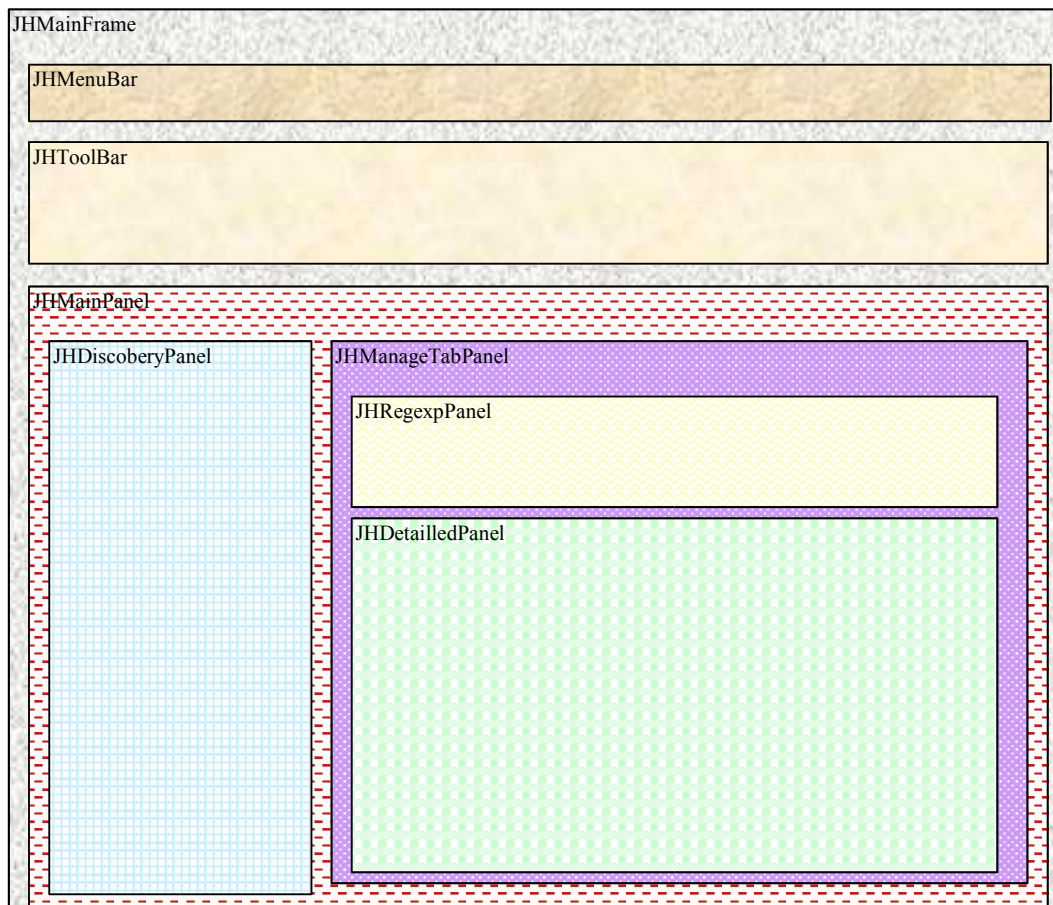 JHMainFrame
JHMenuBar
JHToolBar
JHMainPanel
JHDiscoberyPanel
JHManageTabPanel
JHRegexpPanel
JHDetailledPanel